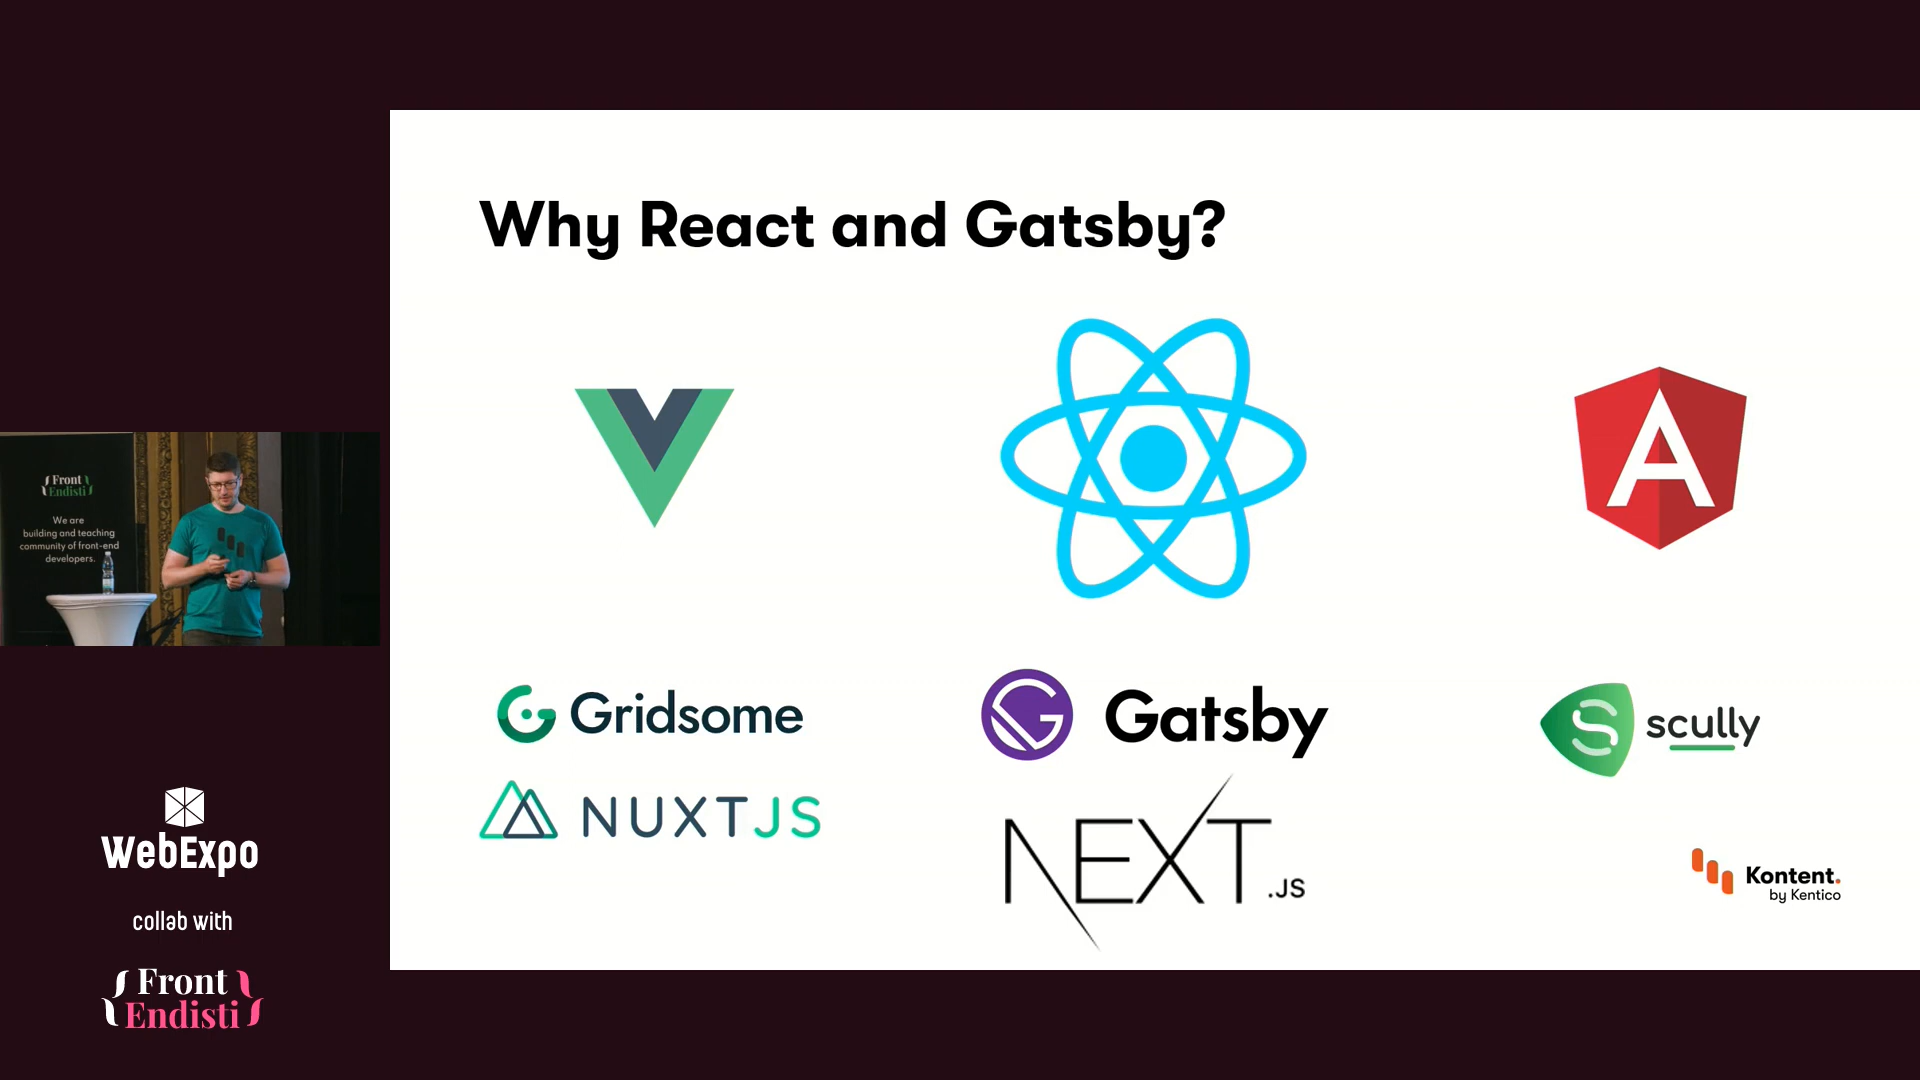 Why React and Gatsby?
Gridsome
Gatsby
scully
NUXTJS
NEXT.JS
Kontent.
by Kentico
{Front
Endisti}
We are
building and teaching
community of front-end
developers.
WebExpo
collab with
{Front}
{Endisti}